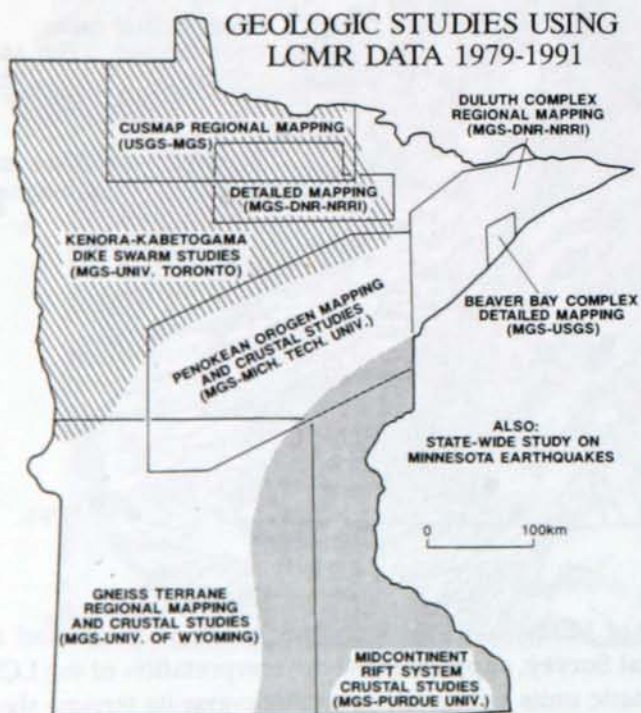 GEOLOGIC STUDIES USING
LCMR DATA 1979-1991
DULUTH COMPLEX
REGIONAL MAPPING
(MGS-DNR-NRRI)
CUSMAP REGIONAL MAPPING
(USGS-MGS)
DETAILED MAPPING
(MGS-DNR-NRRI)
KENORA-KABETOGAMA
DIKE SWARM STUDIES
(MGS-UNIV. TORONTO)
BEAVER BAY COMPLEX
DETAILED MAPPING
(MGS-USGS)
PENOKEAN OROGEN MAPPING
AND CRUSTAL STUDIES
(MGS-MICH. TECH. UNIV.)
ALSO:
STATE-WIDE STUDY ON
MINNESOTA EARTHQUAKES
0 100km
GNEISS TERRANE
REGIONAL MAPPING
AND CRUSTAL STUDIES
(MGS-UNIV. OF WYOMING)
MIDCONTINENT
RIFT SYSTEM
CRUSTAL STUDIES
(MGS-PURDUE UNIV.)